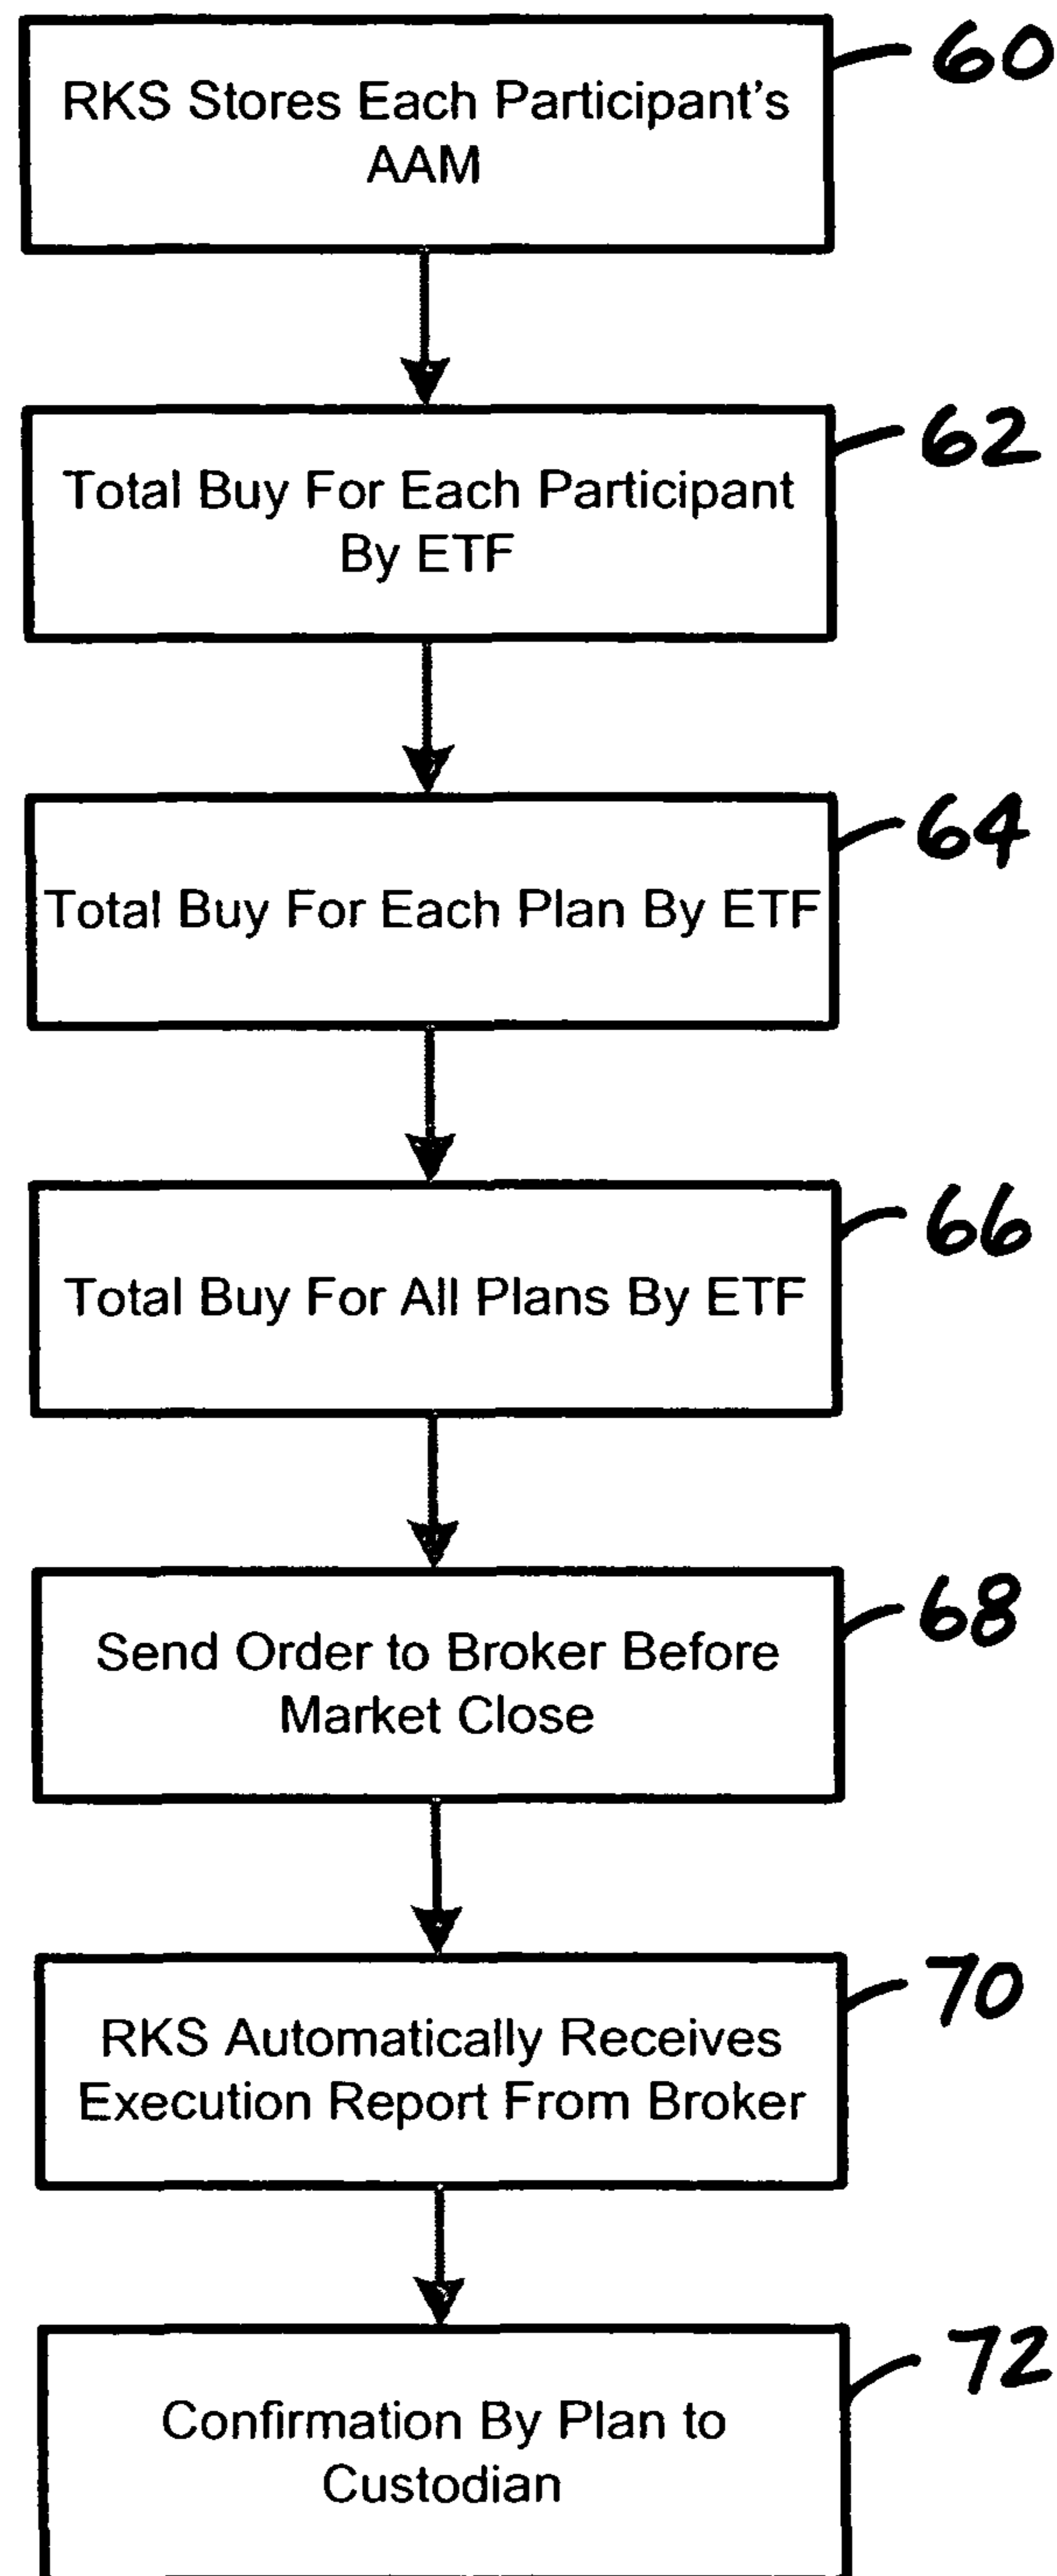 60
RKS Stores Each Participant's
AAM
62
Total Buy For Each Participant
By ETF
64
Total Buy For Each Plan By ETF
66
Total Buy For All Plans By ETF
68
Send Order to Broker Before
Market Close
70
RKS Automatically Receives
Execution Report From Broker
72
Confirmation By Plan to
Custodian